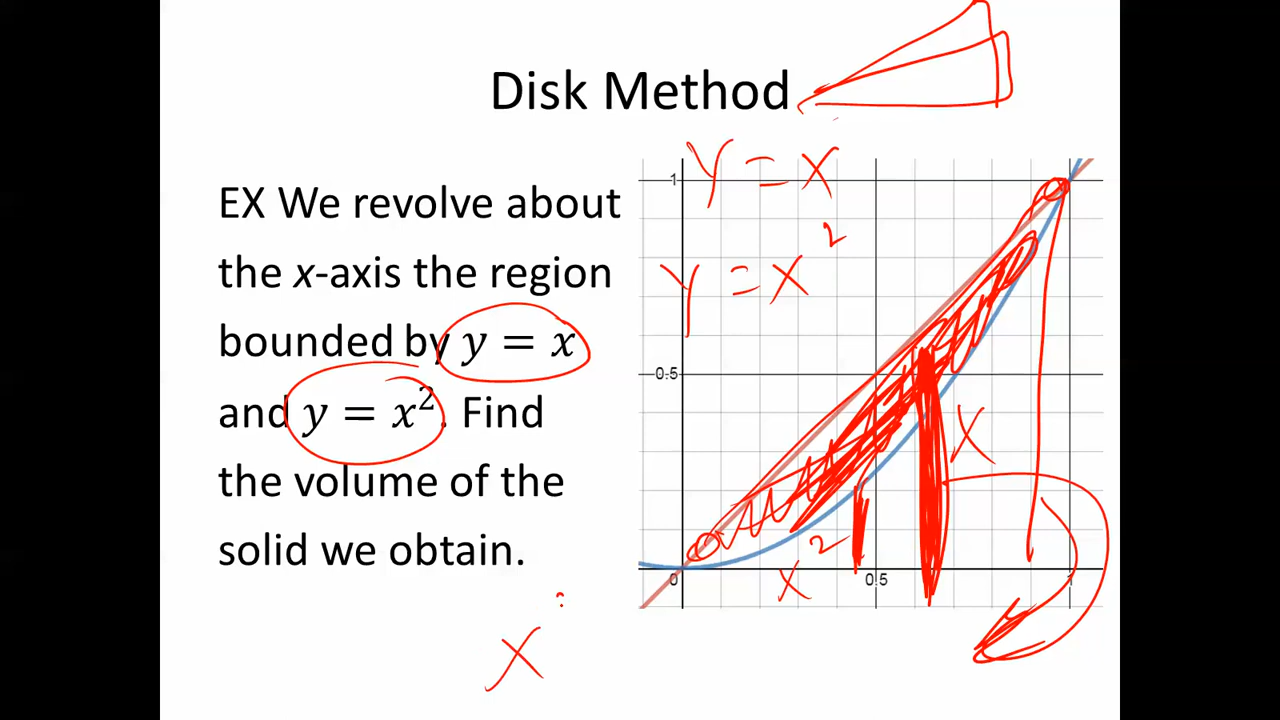 Disk Method
EX We revolve about
the x-axis the region
bounded by y = x
and y = x². Find
the volume of the
solid we obtain.
y = x
y = x²
1
0.5
0
0.5
1
x
x²
x